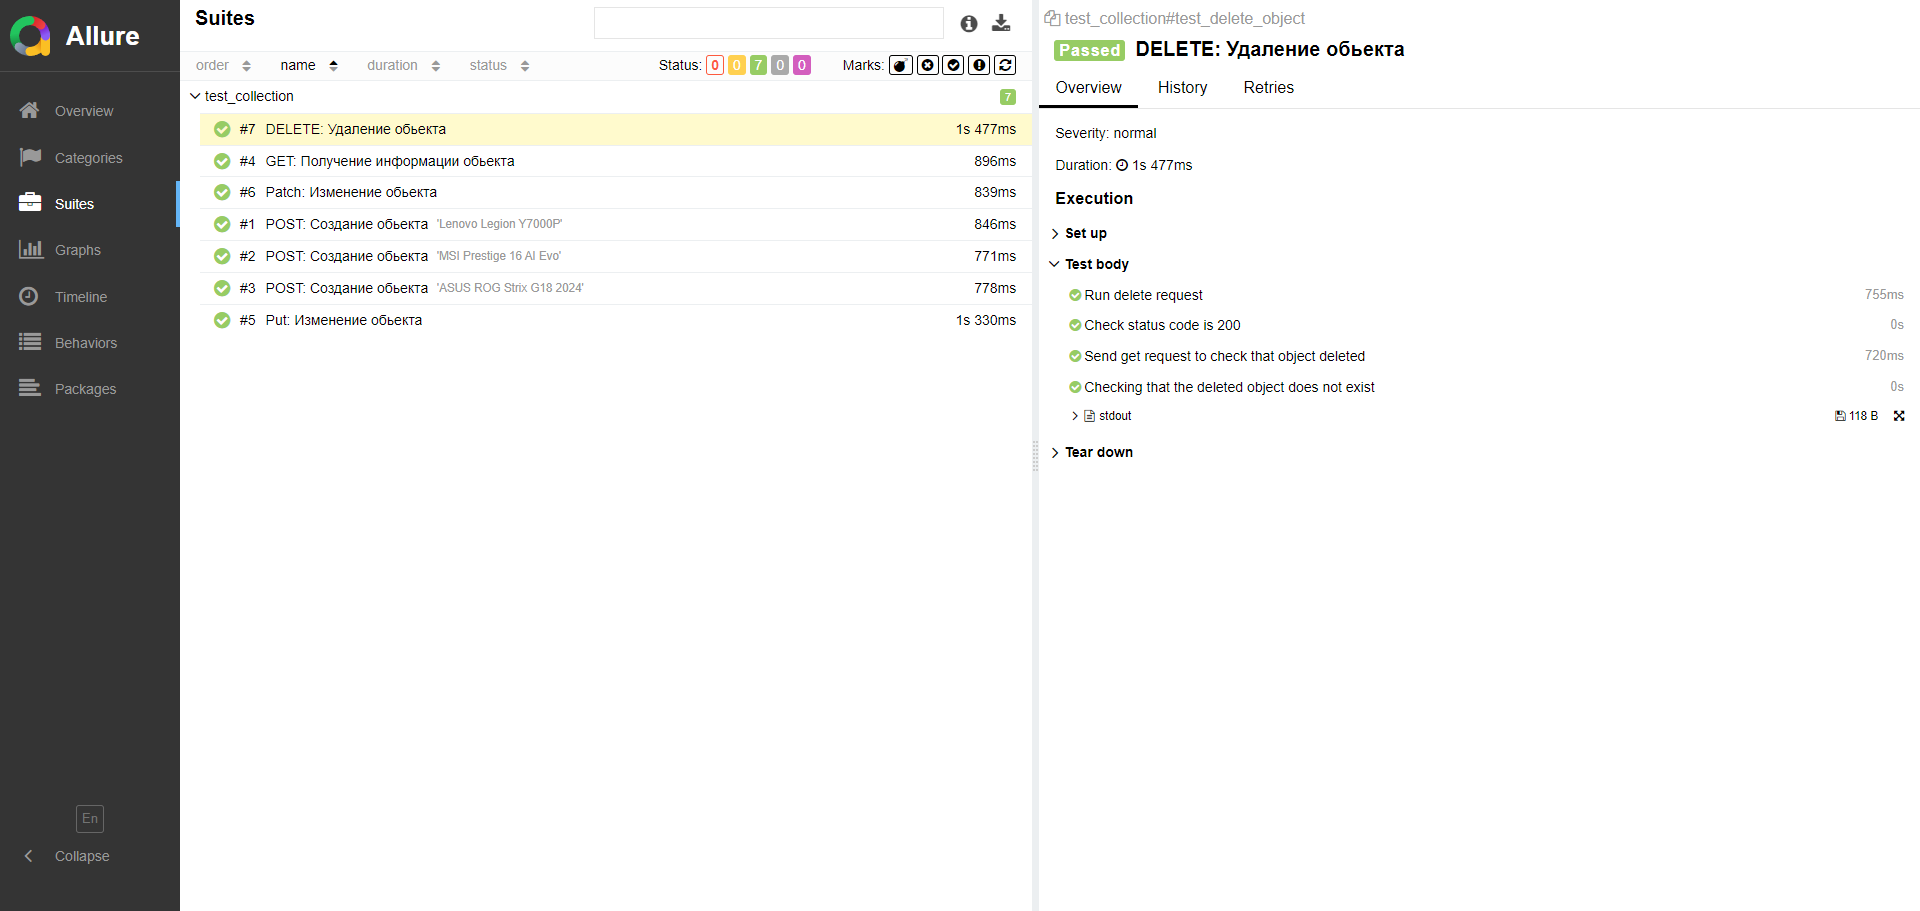 Allure
Overview
Categories
Suites
Graphs
Timeline
Behaviors
Packages
En
Collapse
Suites
order name duration status Status: 0 0 7 0 0 Marks:
test_collection 7
#7 DELETE: Удаление обьекта 1s 477ms
#4 GET: Получение информации обьекта 896ms
#6 Patch: Изменение обьекта 839ms
#1 POST: Создание обьекта 'Lenovo Legion Y7000P' 846ms
#2 POST: Создание обьекта 'MSI Prestige 16 AI Evo' 771ms
#3 POST: Создание обьекта 'ASUS ROG Strix G18 2024' 778ms
#5 Put: Изменение обьекта 1s 330ms
test_collection#test_delete_object
Passed DELETE: Удаление обьекта
Overview History Retries
Severity: normal
Duration: 1s 477ms
Execution
Set up
Test body
Run delete request 755ms
Check status code is 200 0s
Send get request to check that object deleted 720ms
Checking that the deleted object does not exist 0s
stdout 118 B
Tear down